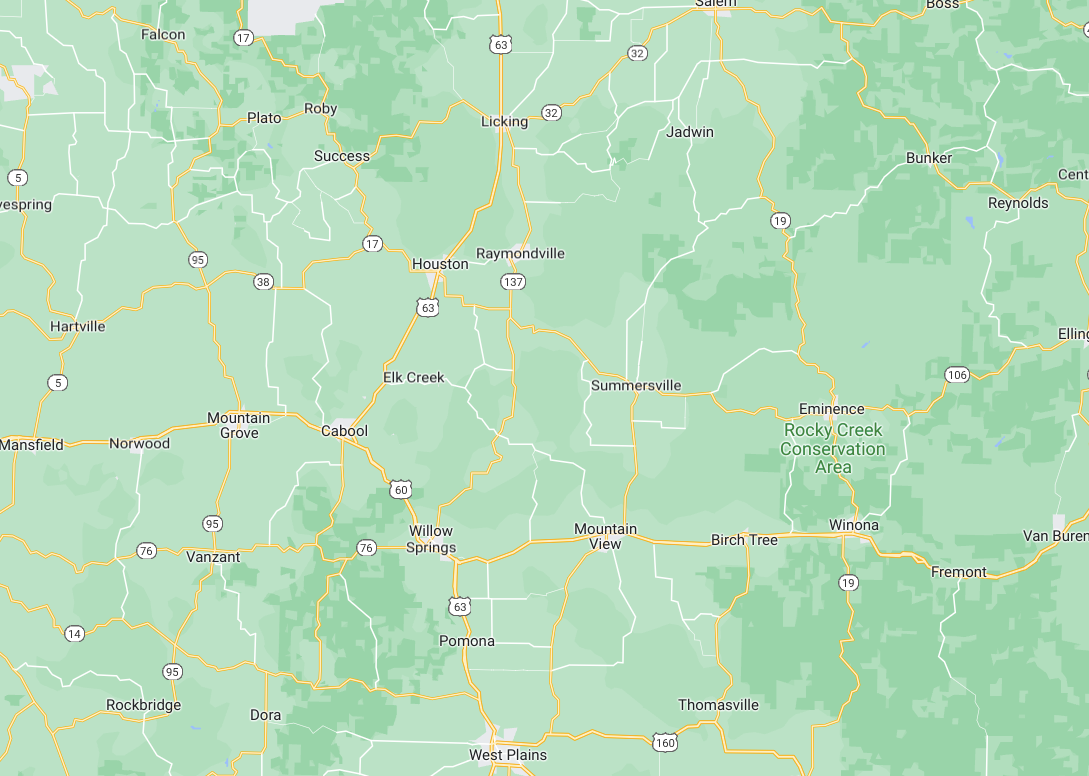 Salem
Boss
Falcon
17
63
32
Plato
Roby
Licking
32
Jadwin
Success
Bunker
5
Cent
vespring
Reynolds
19
17
95
Raymondville
Houston
38
137
63
Hartville
Elling
Elk Creek
5
Summersville
106
Mountain
Grove
Eminence
Cabool
Rocky Creek
Conservation
Area
Mansfield
Norwood
60
95
Willow
Springs
Mountain
View
Winona
Birch Tree
Van Buren
76
76
Vanzant
Fremont
19
63
14
Pomona
95
Rockbridge
Dora
Thomasville
160
West Plains